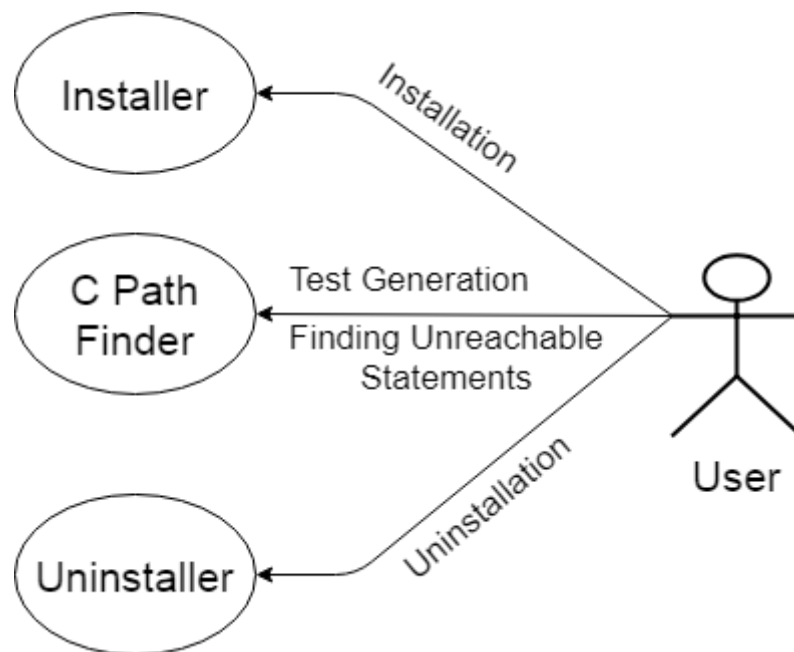 Installer
Installation
C Path
Finder
Test Generation
Finding Unreachable
Statements
User
Uninstallation
Uninstaller